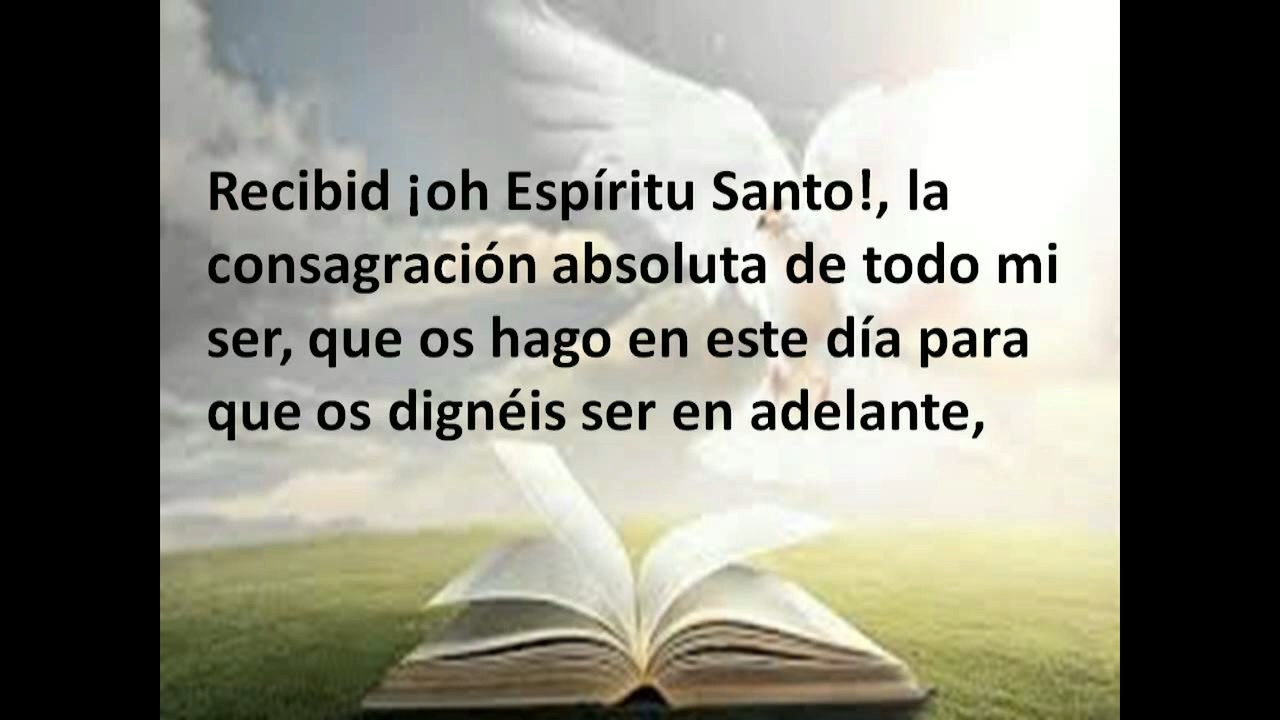 Recibid ¡oh Espíritu Santo!, la
consagración absoluta de todo mi
ser, que os hago en este día para
que os dignéis ser en adelante,